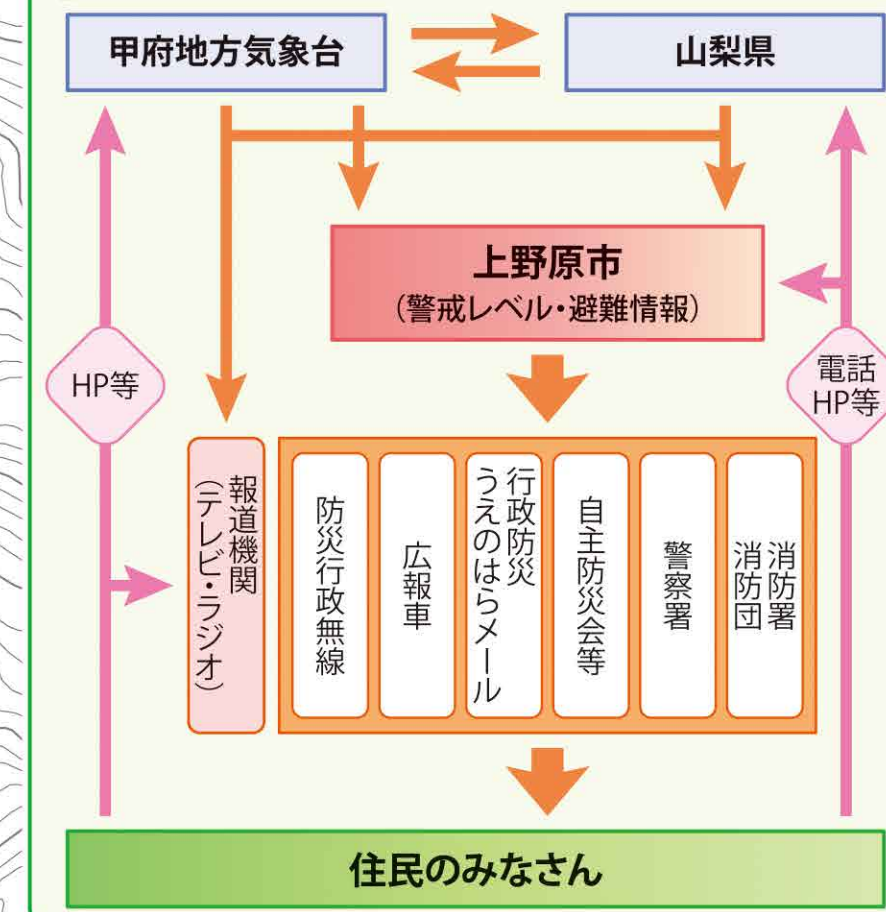 甲府地方気象台
山梨県
上野原市
（警戒レベル・避難情報）
HP等
電話
HP等
報道機関
（テレビ・ラジオ）
防災行政無線
広報車
行政防災
うえのはらメール
自主防災会等
警察署
消防署
消防団
住民のみなさん